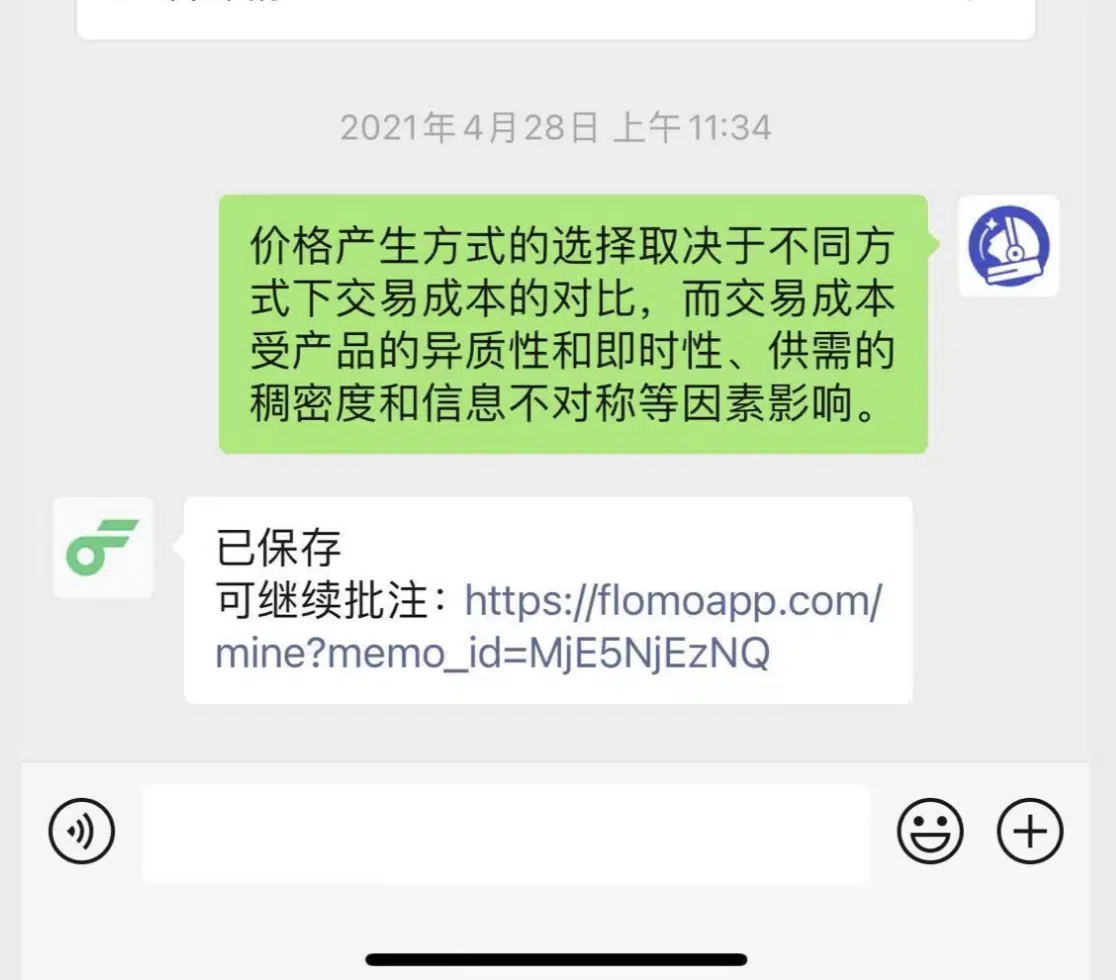 2021年4月28日 上午11:34
价格产生方式的选择取决于不同方
式下交易成本的对比，而交易成本
受产品的异质性和即时性、供需的
稠密度和信息不对称等因素影响。
已保存
可继续批注：https://flomoapp.com/
mine?memo_id=MjE5NjEzNQ